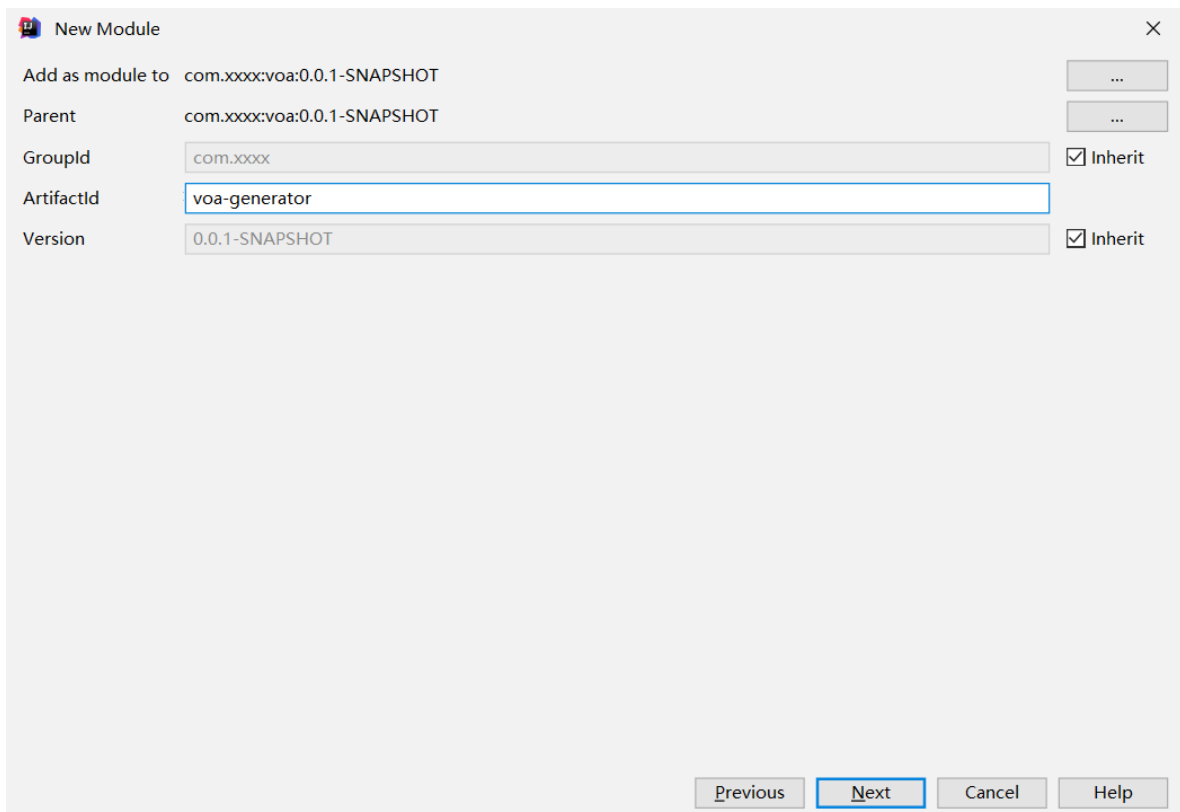 New Module
Add as module to com.xxxx:voa:0.0.1-SNAPSHOT ...
Parent com.xxxx:voa:0.0.1-SNAPSHOT ...
GroupId com.xxxx Inherit
ArtifactId voa-generator
Version 0.0.1-SNAPSHOT Inherit
Previous Next Cancel Help